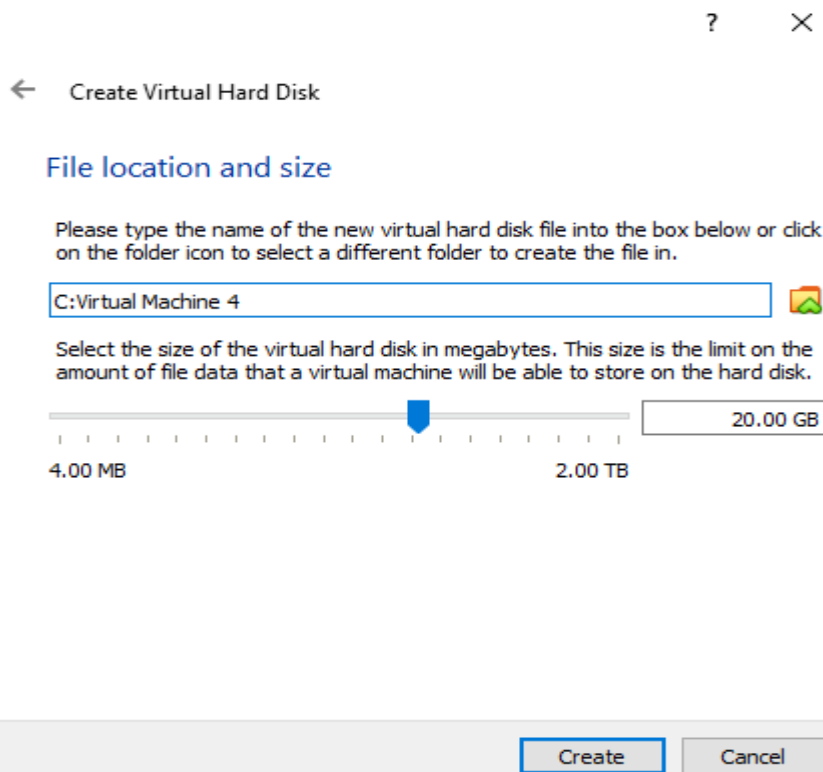 ?
Create Virtual Hard Disk
File location and size
Please type the name of the new virtual hard disk file into the box below or click
on the folder icon to select a different folder to create the file in.
C:Virtual Machine 4
Select the size of the virtual hard disk in megabytes. This size is the limit on the
amount of file data that a virtual machine will be able to store on the hard disk.
20.00 GB
4.00 MB 2.00 TB
Create Cancel